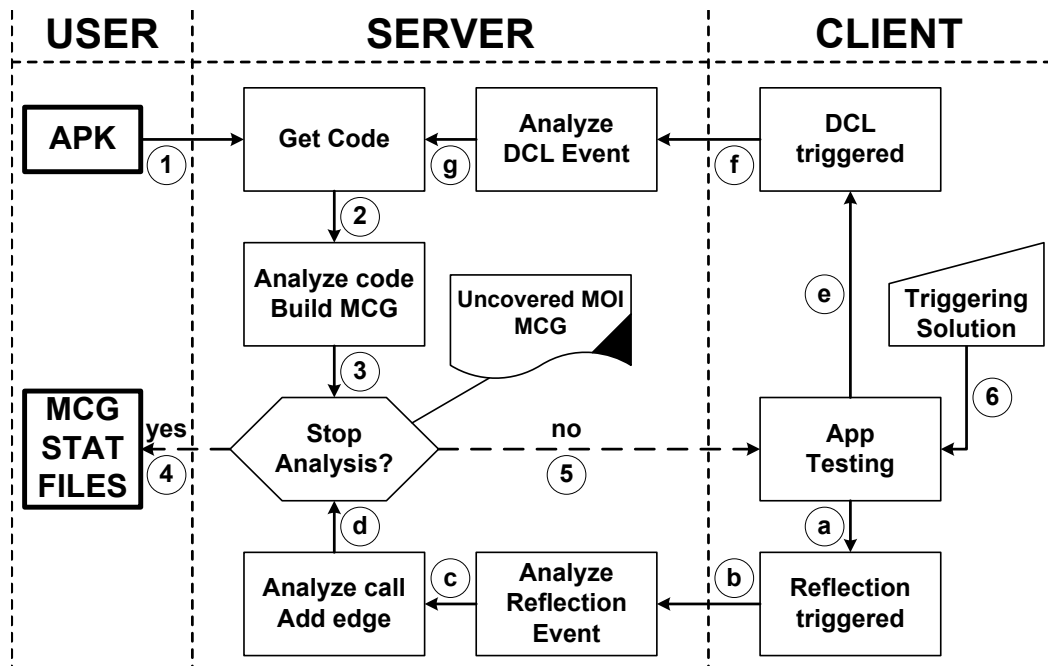 USER
SERVER
CLIENT
APK
1
Get Code
g
Analyze
DCL Event
f
DCL
triggered
2
Analyze code
Build MCG
Uncovered MOI
MCG
e
Triggering
Solution
3
6
MCG
STAT
FILES
yes
4
Stop
Analysis?
no
5
App
Testing
d
a
Analyze call
Add edge
c
Analyze
Reflection
Event
b
Reflection
triggered